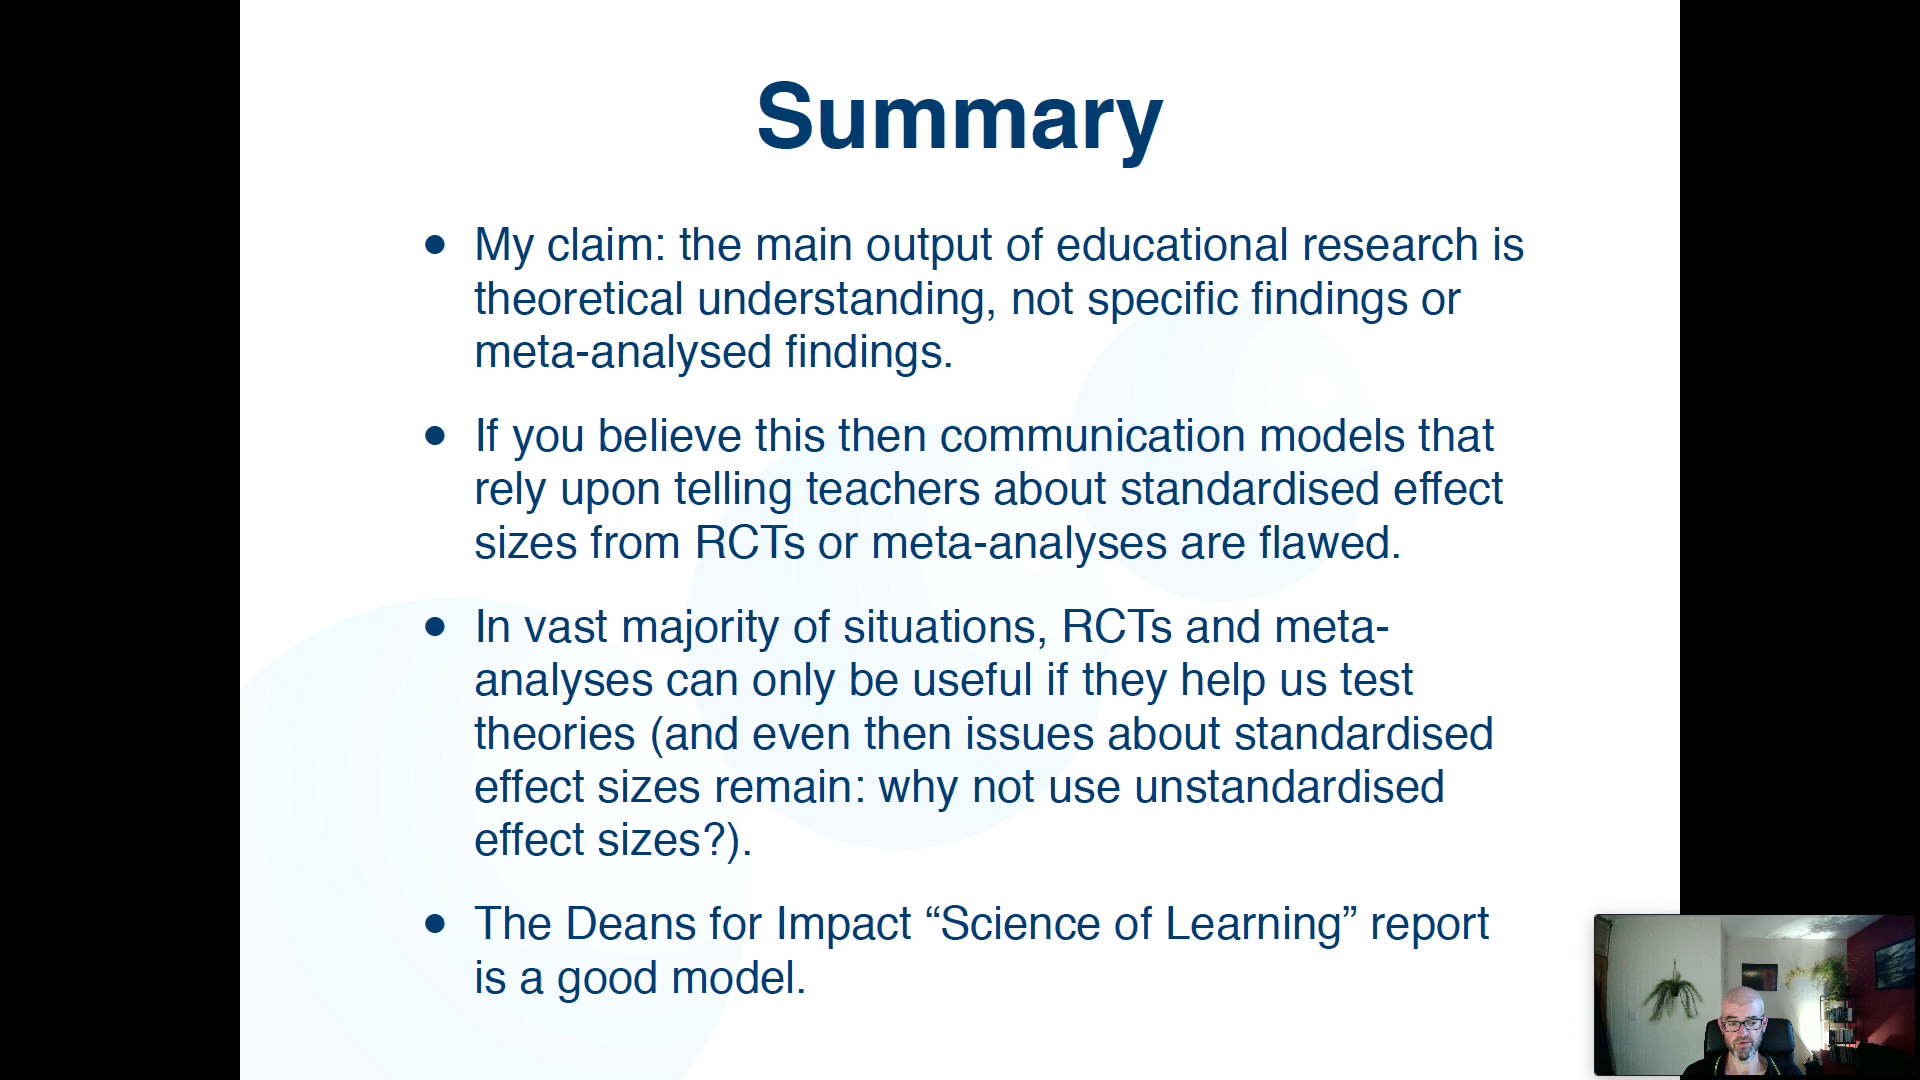 Summary
● My claim: the main output of educational research is
theoretical understanding, not specific findings or
meta-analysed findings.
● If you believe this then communication models that
rely upon telling teachers about standardised effect
sizes from RCTs or meta-analyses are flawed.
● In vast majority of situations, RCTs and meta-
analyses can only be useful if they help us test
theories (and even then issues about standardised
effect sizes remain: why not use unstandardised
effect sizes?).
● The Deans for Impact “Science of Learning” report
is a good model.